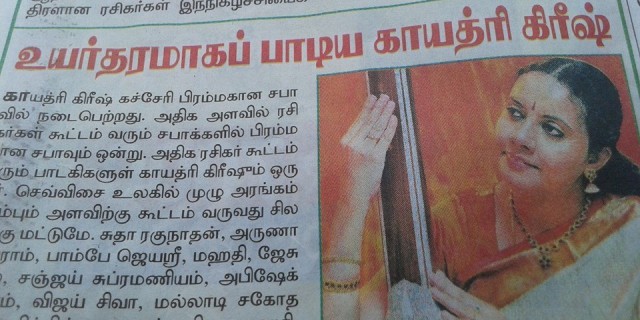 திரளான ரசிகர்கள் இந்நிகழ்ச்சியைக்
உயர்தரமாகப் பாடிய காயத்ரி கிரீஷ்
காயத்ரி கிரீஷ் கச்சேரி பிரம்மகான சபா
வில் நடைபெற்றது. அதிக அளவில் ரசி
கர்கள் கூட்டம் வரும் சபாக்களில் பிரம்ம
கான சபாவும் ஒன்று. அதிக ரசிகர் கூட்டம்
வரும் பாடகிகளுள் காயத்ரி கிரீஷும் ஒரு
செவ்விசை உலகில் முழு அரங்கம்
ம்பும் அளவிற்கு கூட்டம் வருவது சில
கு மட்டுமே. சுதா ரகுநாதன், அருணா
ராம், பாம்பே ஜெயஸ்ரீ, மஹதி, ஜேசு
சஞ்சய் சுப்ரமணியம், அபிஷேக்
ம், விஜய் சிவா, மல்லாடி சகோத